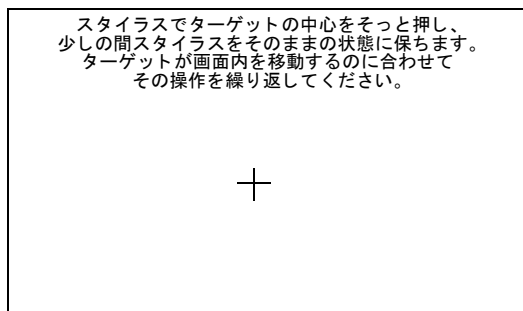 スタイラスでターゲットの中心をそっと押し、
少しの間スタイラスをそのままの状態に保ちます。
ターゲットが画面内を移動するのに合わせて
その操作を繰り返してください。